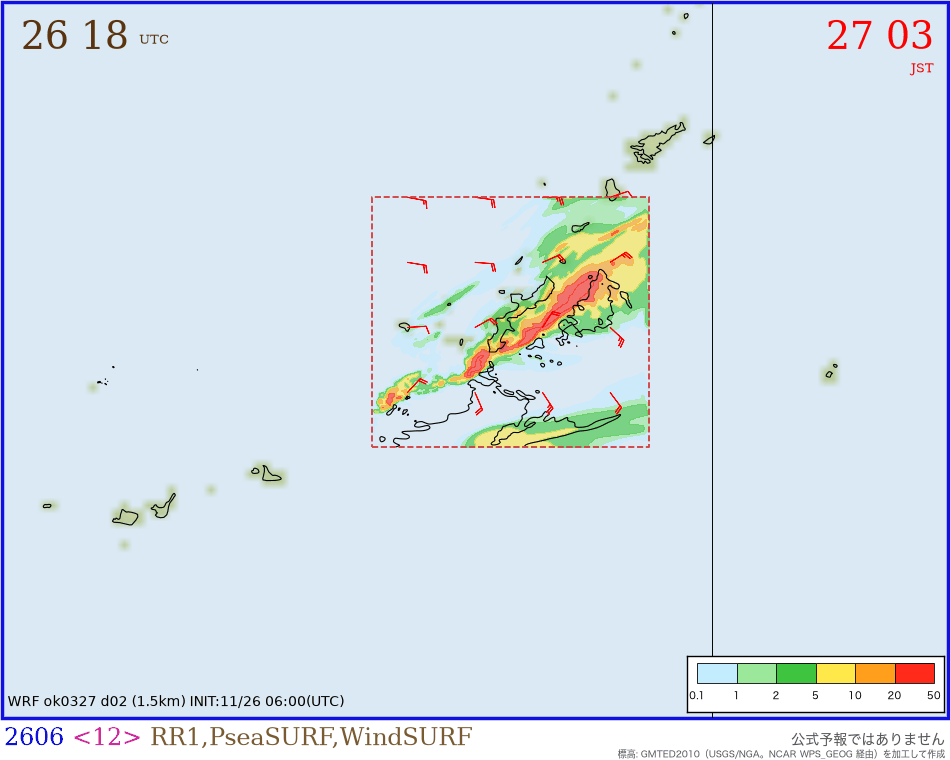 26 18 UTC
27 03
JST
0.1 1 2 5 10 20 50
WRF ok0327 d02 (1.5km) INIT:11/26 06:00(UTC)
2606 <12> RR1,PseaSURF,WindSURF
公式予報ではありません
標高: GMTED2010（USGS/NGA。NCAR WPS_GEOG 経由）を加工して作成